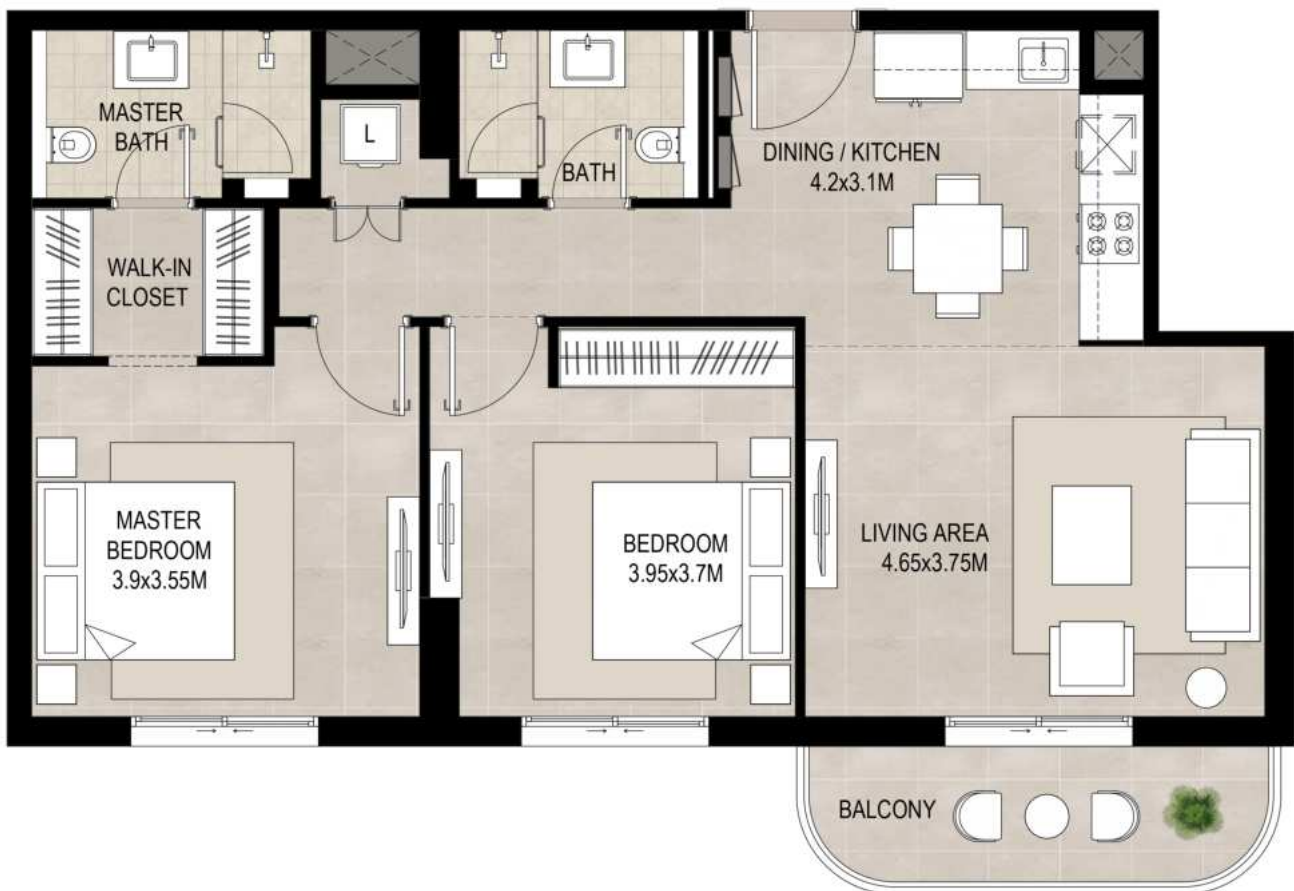 MASTER
BATH
L
BATH
DINING / KITCHEN
4.2x3.1M
WALK-IN
CLOSET
MASTER
BEDROOM
3.9x3.55M
BEDROOM
3.95x3.7M
LIVING AREA
4.65x3.75M
BALCONY